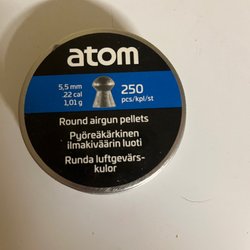 atom
5,5 mm
.22 cal
1,01 g
250
pcs/kpl/st
Round airgun pellets
Pyöreäkärkinen
ilmakiväärin luoti
Runda luftgevärs-
kulor